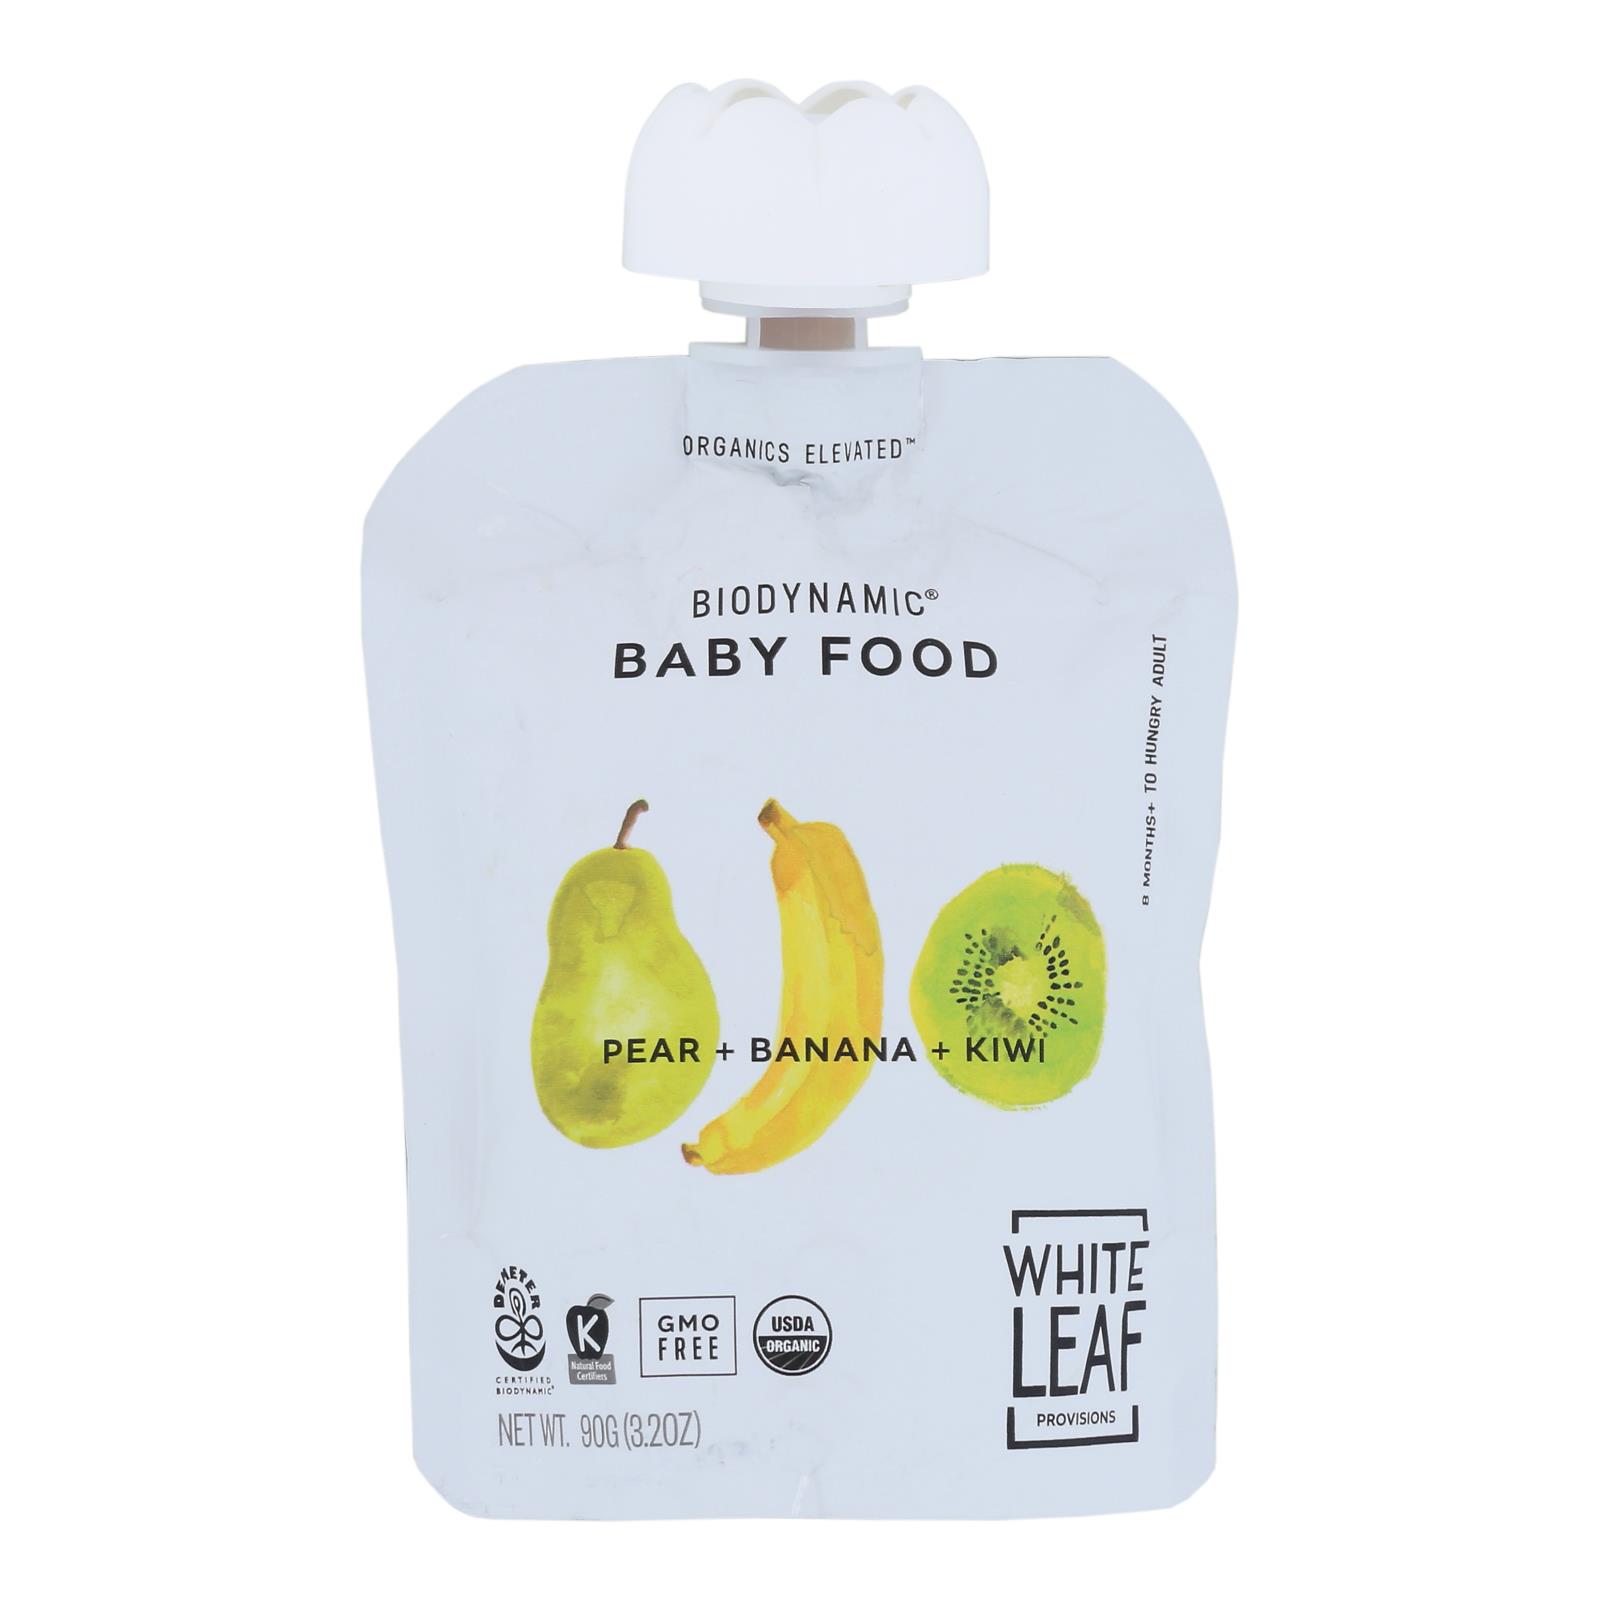 ORGANICS ELEVATED™
BIODYNAMIC®
BABY FOOD
8 MONTHS+ TO HUNGRY ADULT
PEAR + BANANA + KIWI
DEMETER
CERTIFIED
BIODYNAMIC®
K
Natural Food
Certifiers
GMO
FREE
USDA
ORGANIC
NET WT. 90G (3.2OZ)
WHITE
LEAF
PROVISIONS